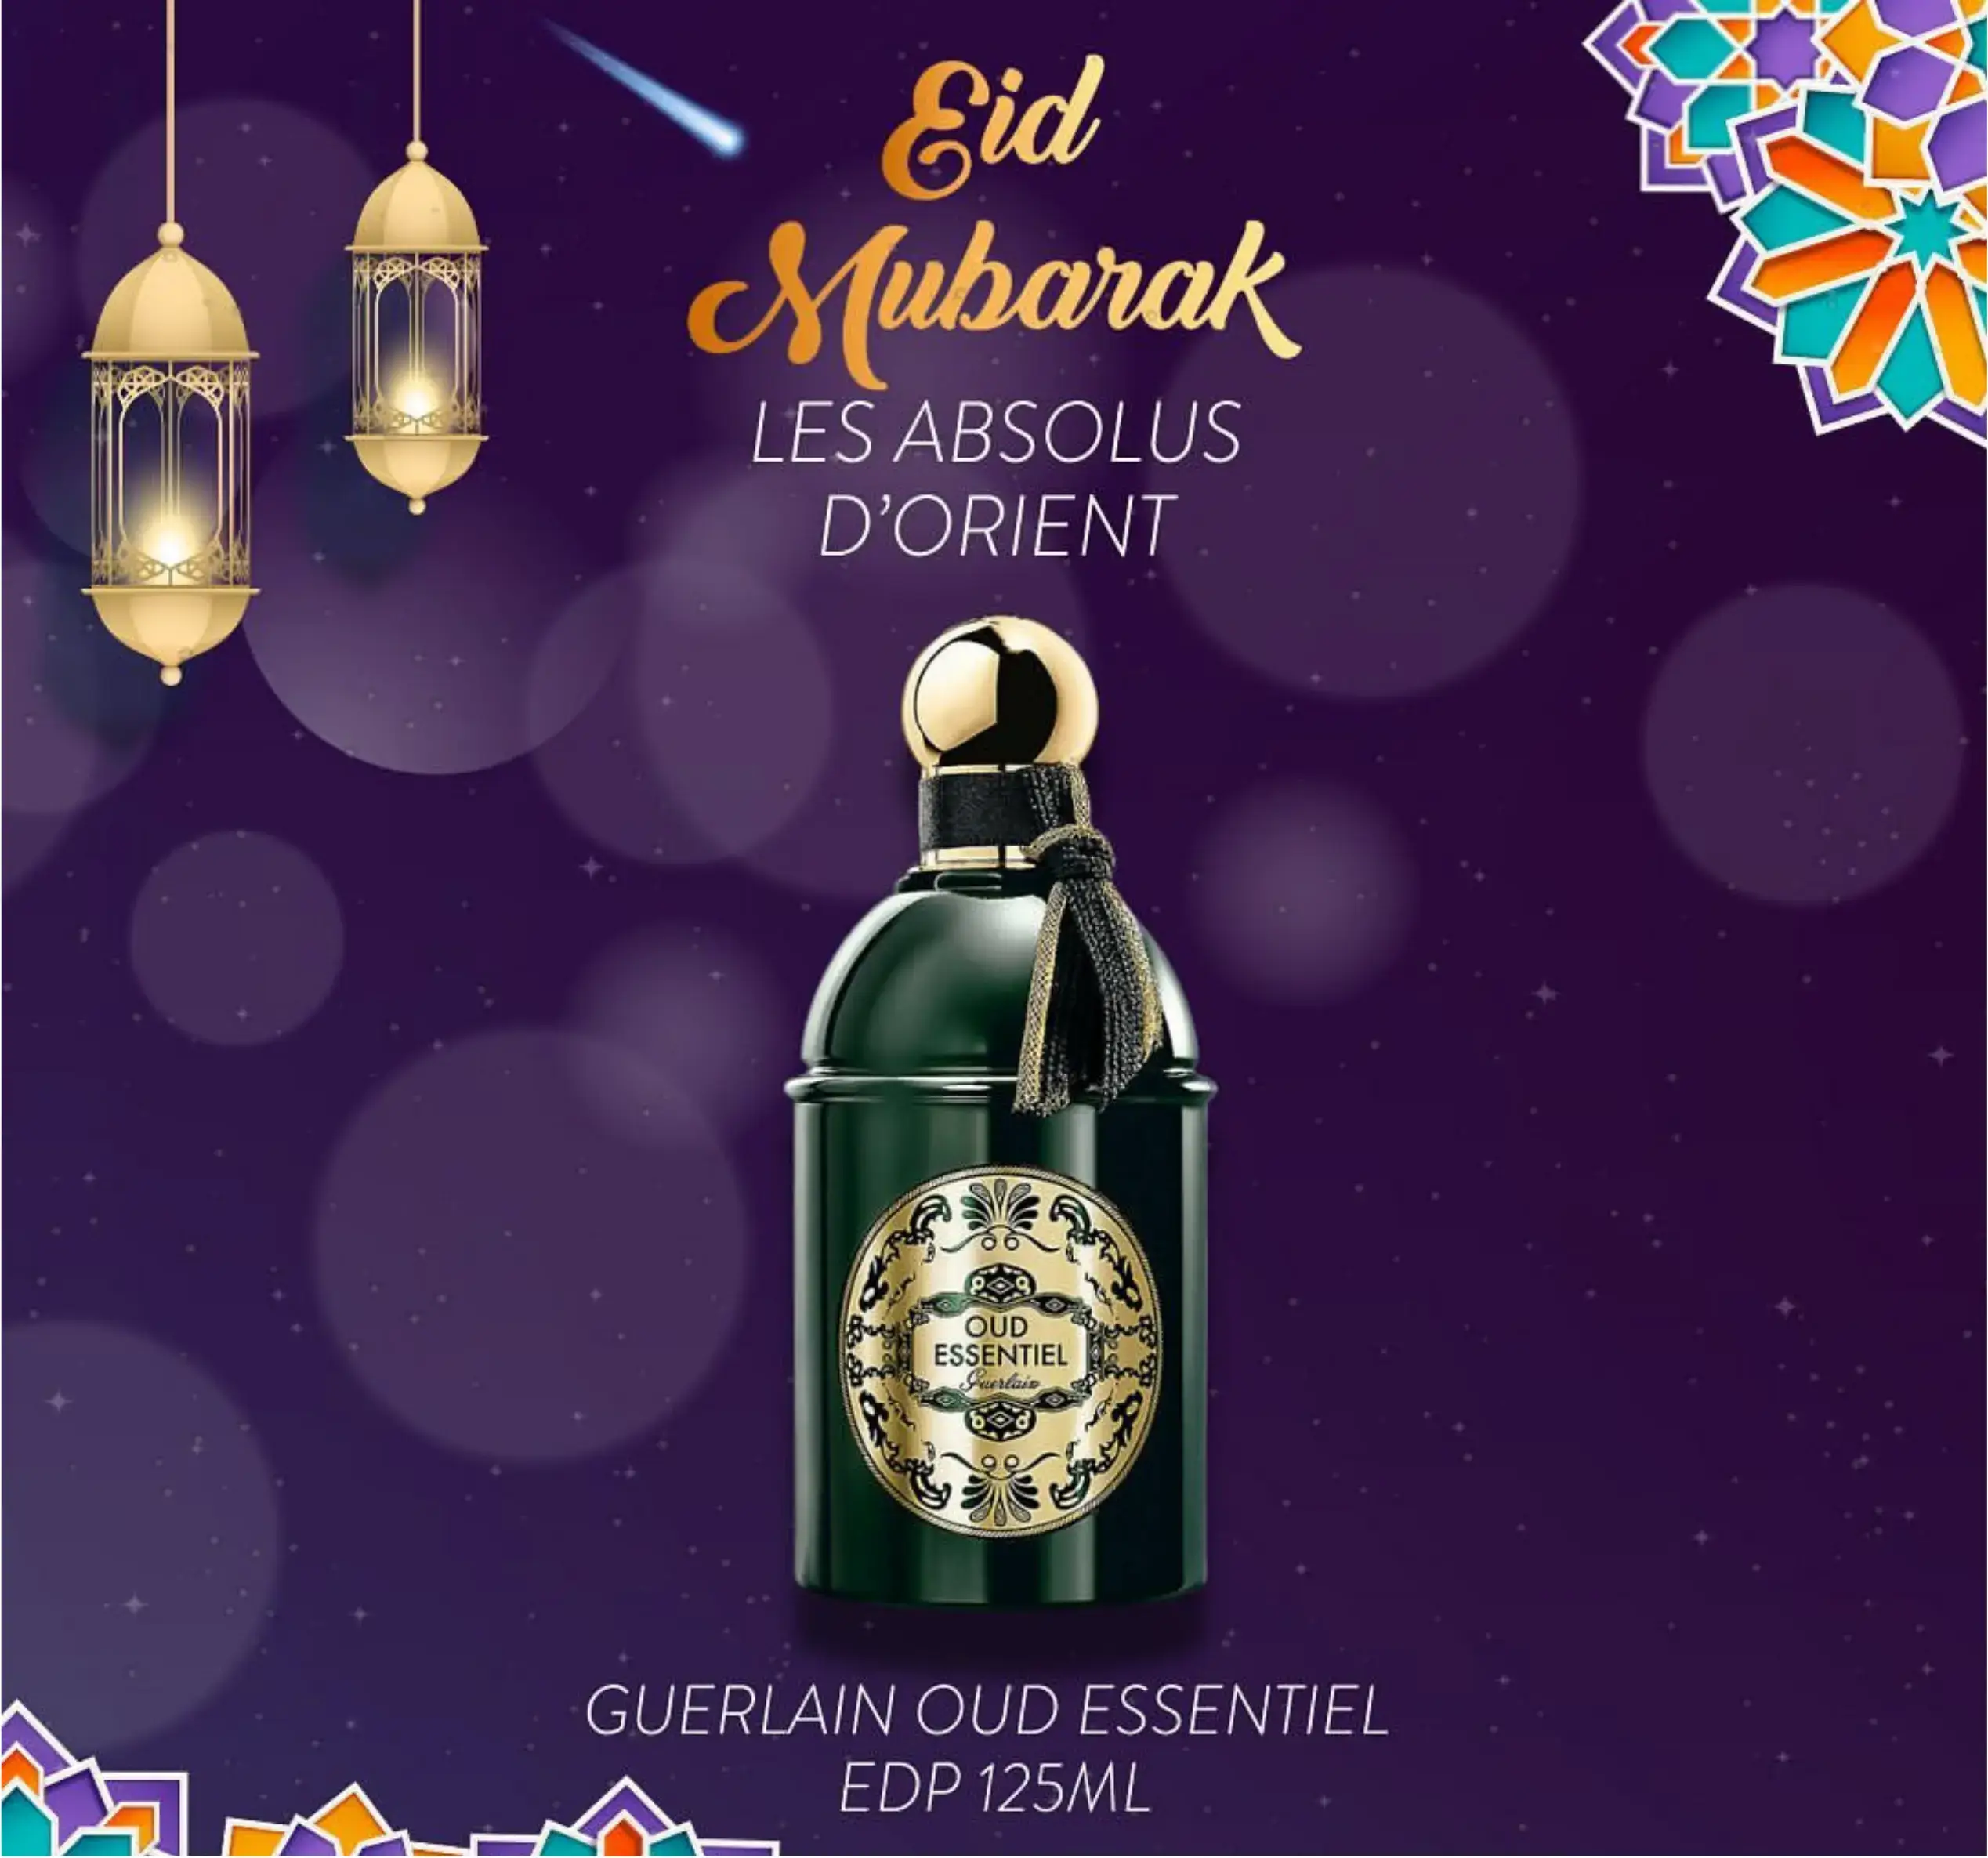 Eid
Mubarak
LES ABSOLUS
D'ORIENT
OUD
ESSENTIEL
Guerlain
GUERLAIN OUD ESSENTIEL
EDP 125ML